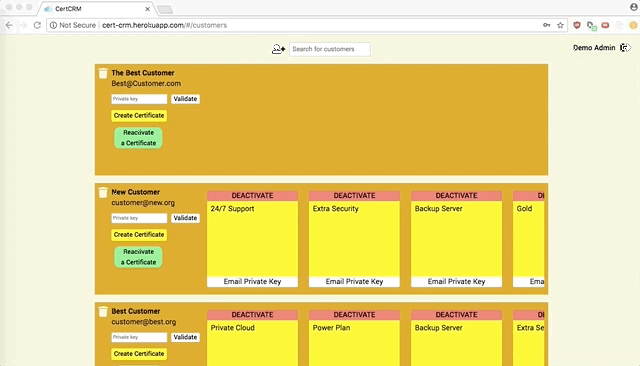 CertCRM
Not Secure | cert-crm.herokuapp.com/#/customers
Search for customers
Demo Admin
The Best Customer
Best@Customer.com
Private key
Validate
Create Certificate
Reactivate
a Certificate
New Customer
customer@new.org
Private key
Validate
Create Certificate
Reactivate
a Certificate
DEACTIVATE
24/7 Support
Email Private Key
DEACTIVATE
Extra Security
Email Private Key
DEACTIVATE
Backup Server
Email Private Key
DI
Gold
Ema
Best Customer
customer@best.org
Private key
Validate
Create Certificate
DEACTIVATE
Private Cloud
DEACTIVATE
Power Plan
DEACTIVATE
Backup Server
DI
Extra Se